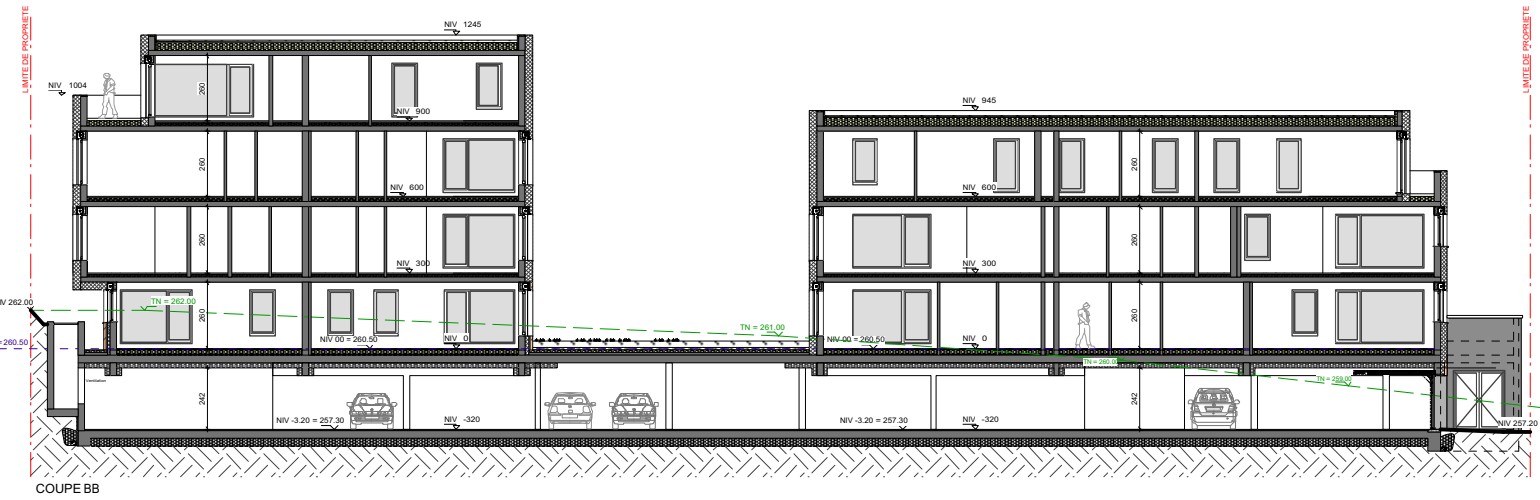 LIMITE DE PROPRIETE
LIMITE DE PROPRIETE
NIV 1245
NIV 1004
260
NIV 900
NIV 945
260
NIV 600
260
NIV 600
260
NIV 300
260
NIV 300
NIV 262.00
TN = 262.00
260
TN = 261.00
260
= 260.50
NIV 00 = 260.50
NIV 0
NIV 00 = 260.50
NIV 0
TN = 260.00
TN = 259.00
Ventilation
242
242
NIV -3.20 = 257.30
NIV -320
NIV -3.20 = 257.30
NIV -320
NIV 257.20
COUPE BB